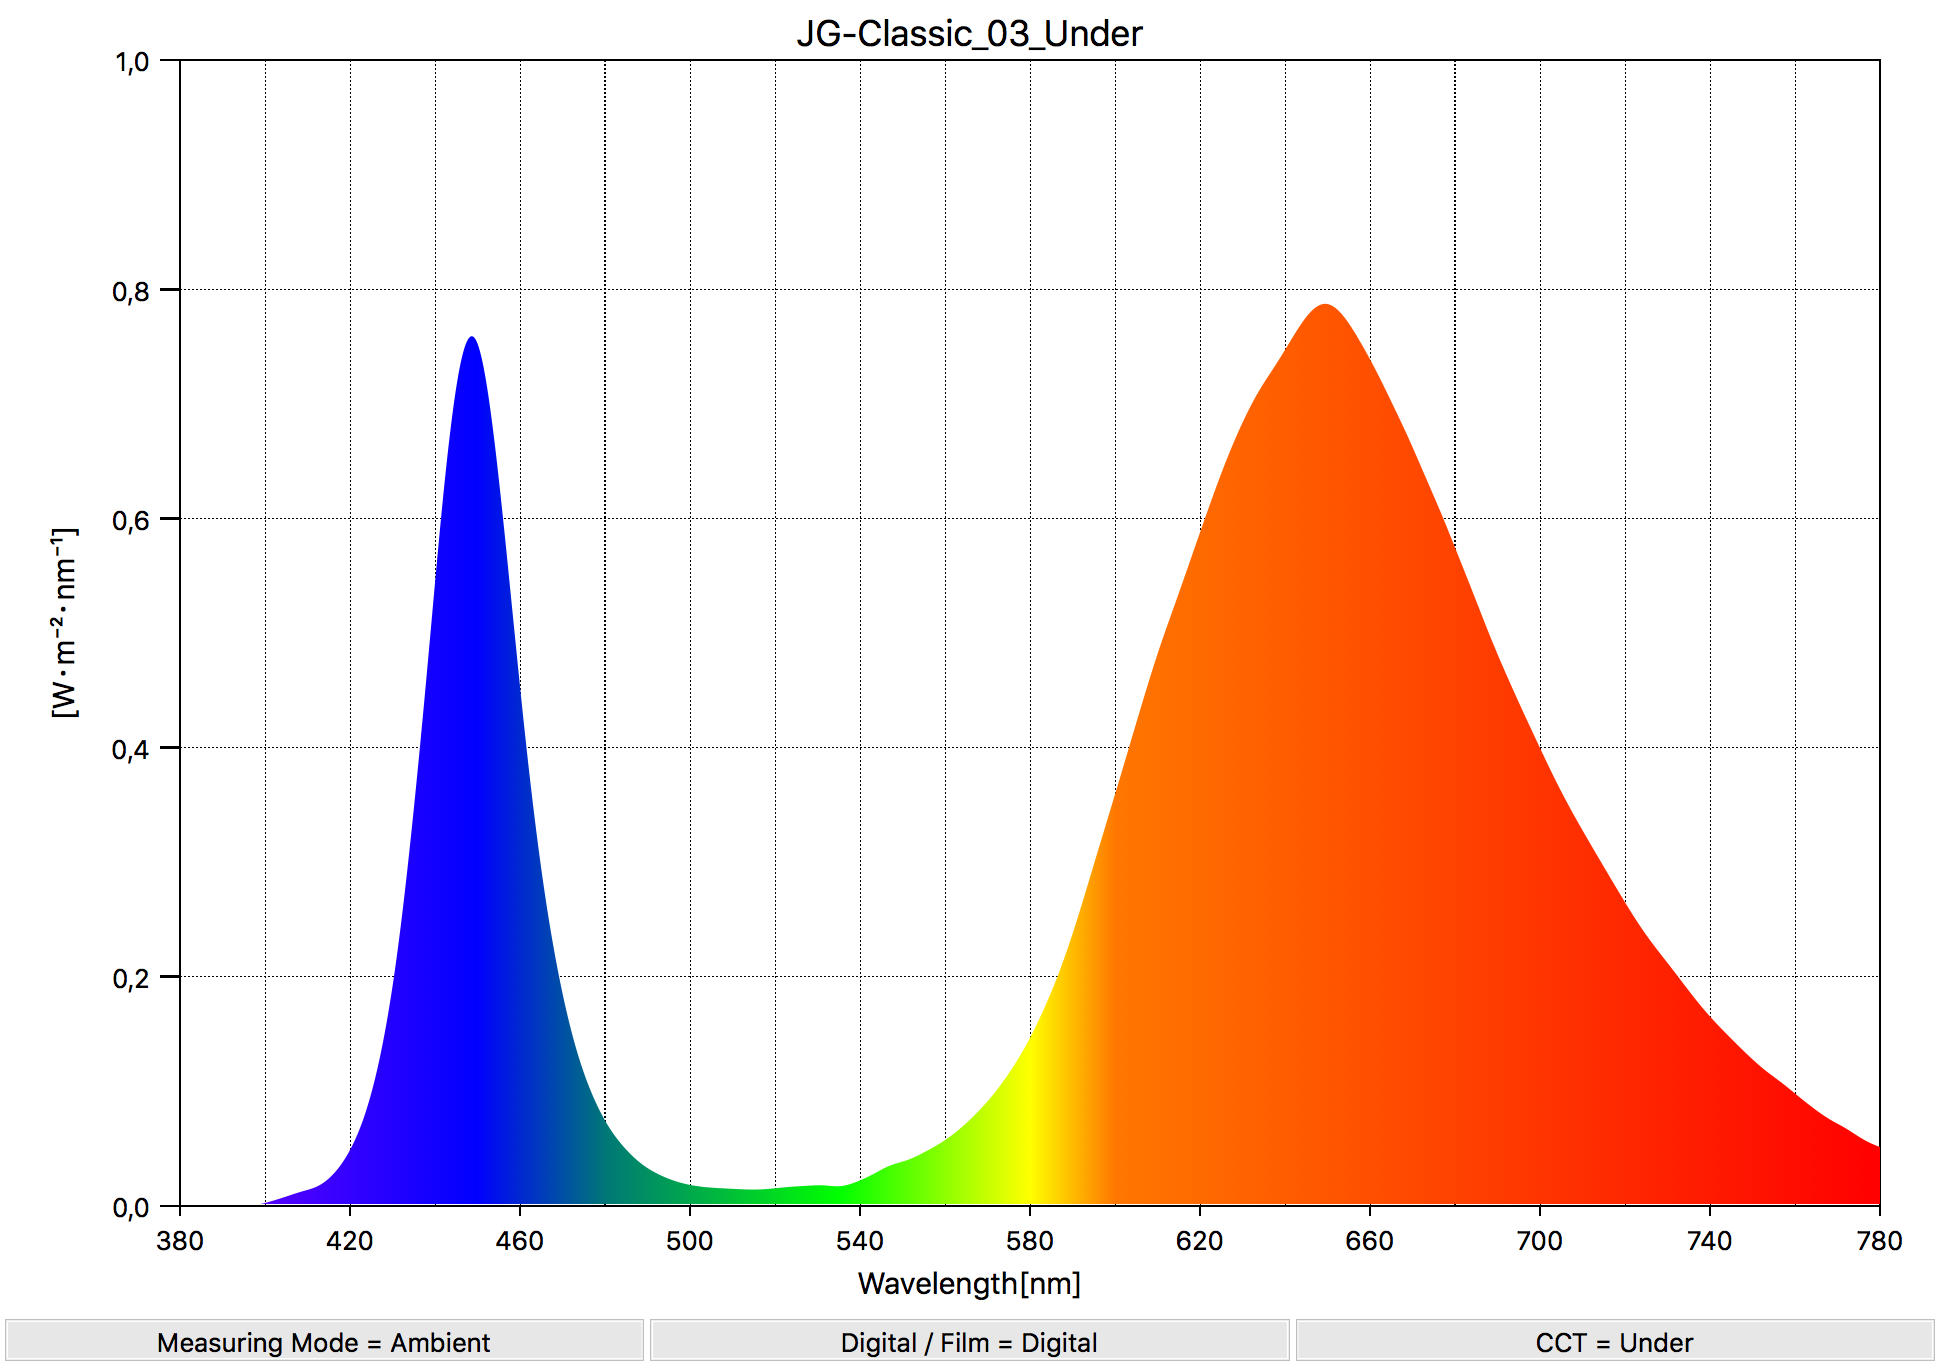 JG-Classic_03_Under
1,0
0,8
0,6
0,4
0,2
0,0
[W·m⁻²·nm⁻¹]
380 420 460 500 540 580 620 660 700 740 780
Wavelength[nm]
Measuring Mode = Ambient
Digital / Film = Digital
CCT = Under